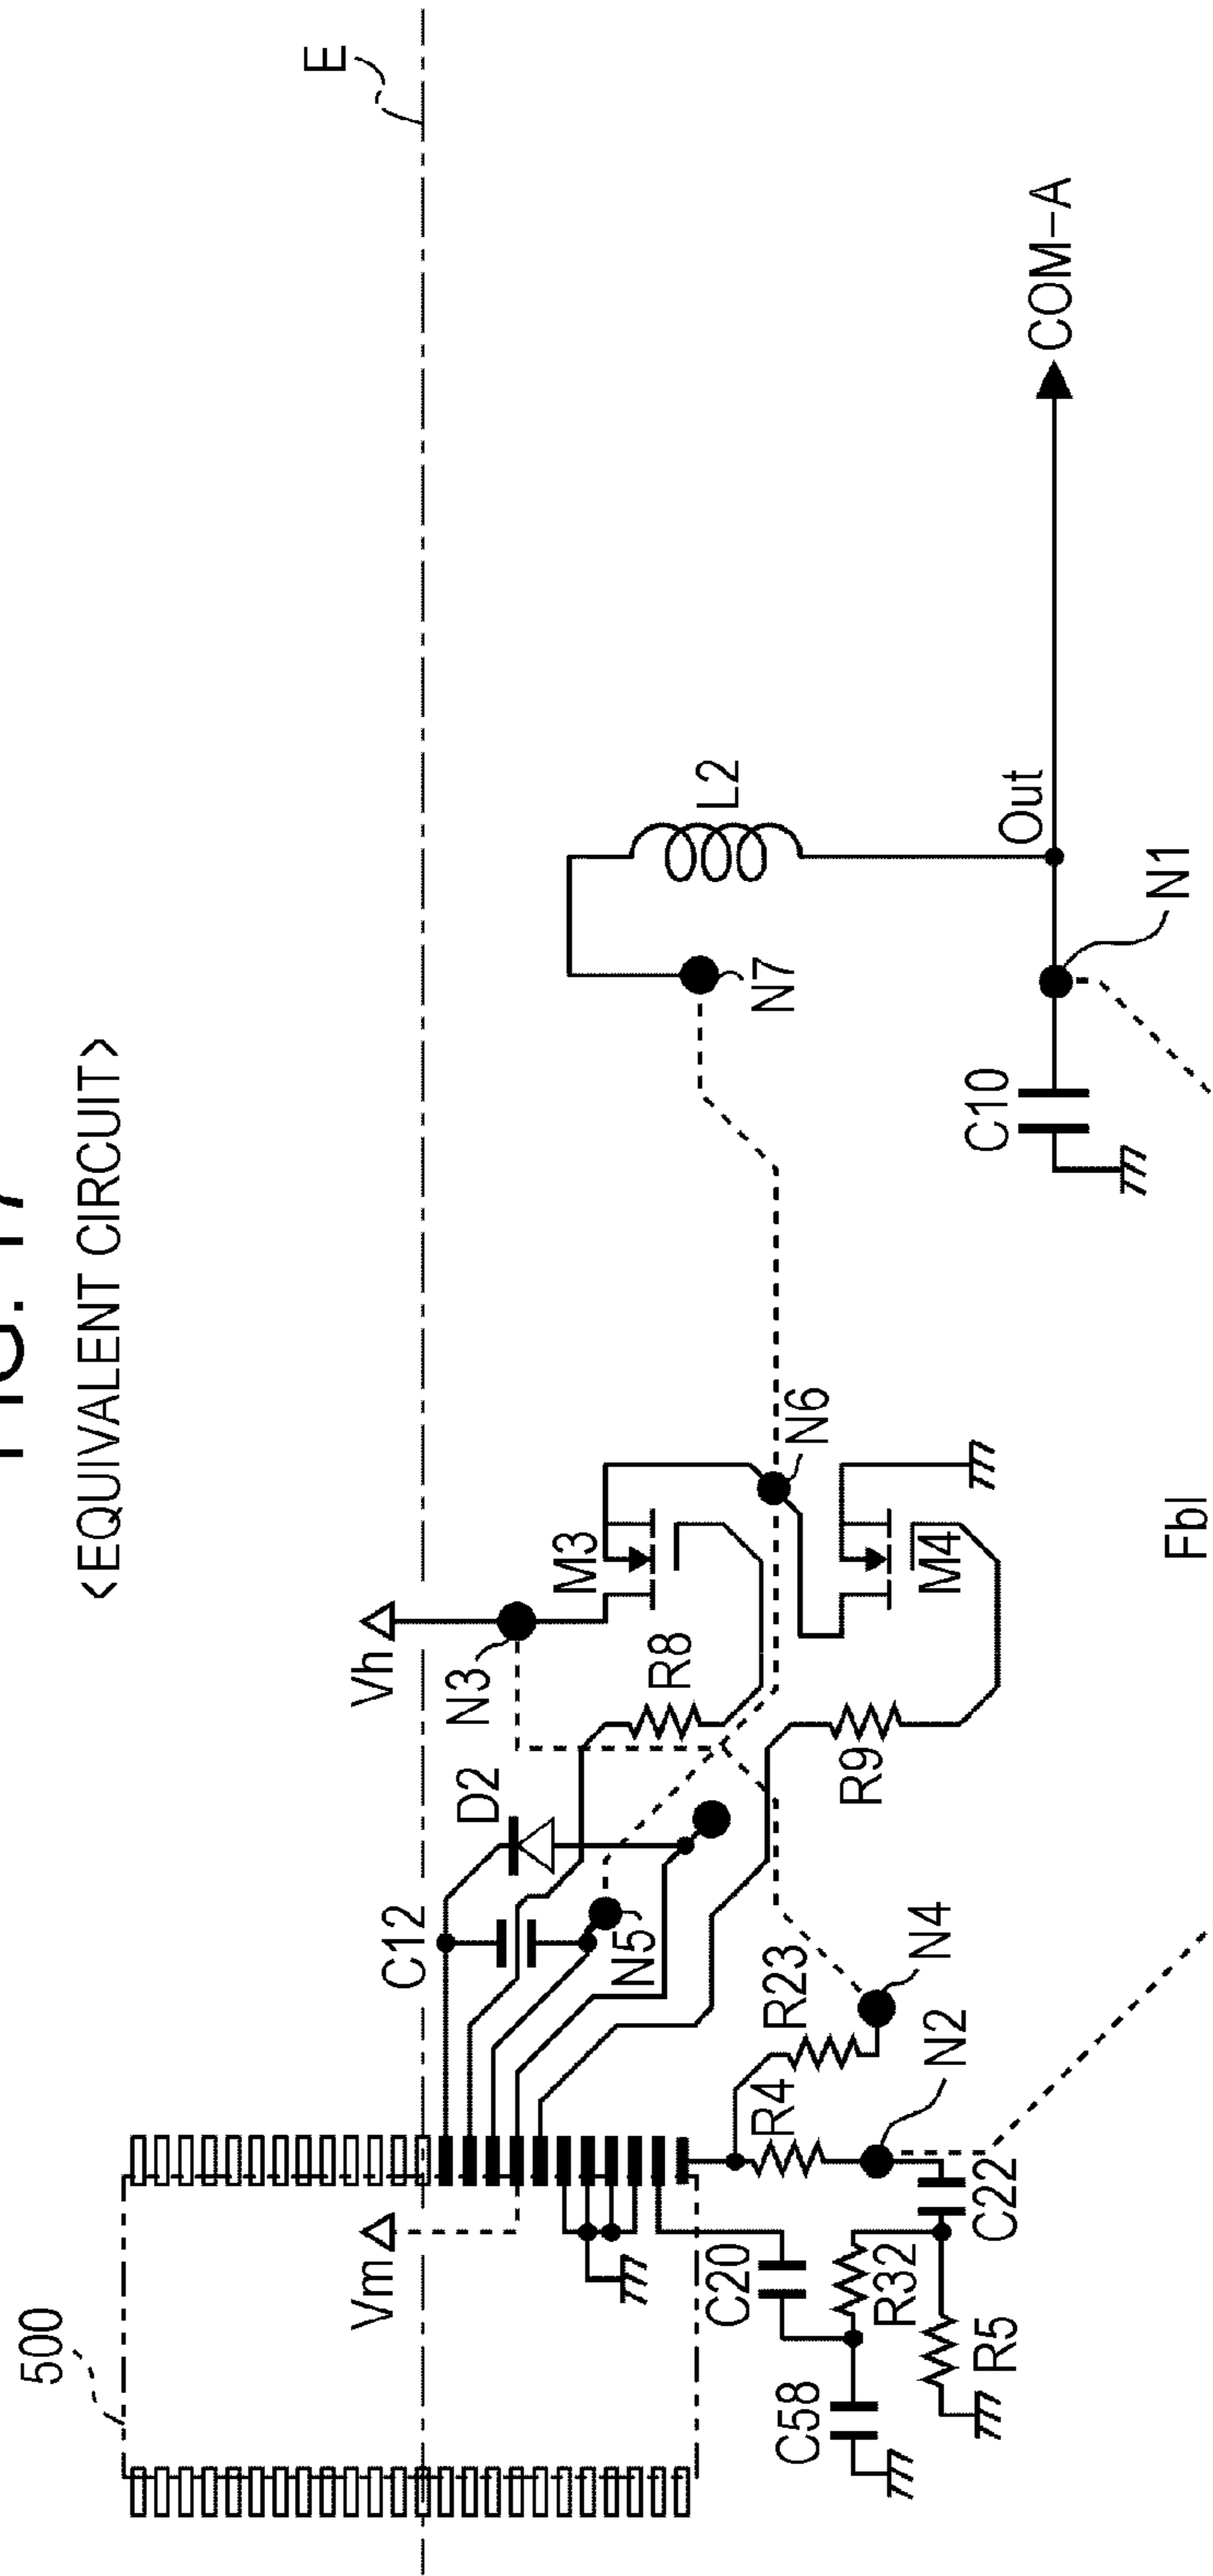 FIG. 17
<EQUIVALENT CIRCUIT>
500
E
Vm
Vh
C12
D2
N3
M3
R8
N5
N6
N7
L2
R23
R4
R9
M4
N4
N2
C20
R32
C22
C58
R5
C10
Out
COM-A
N1
Fbl